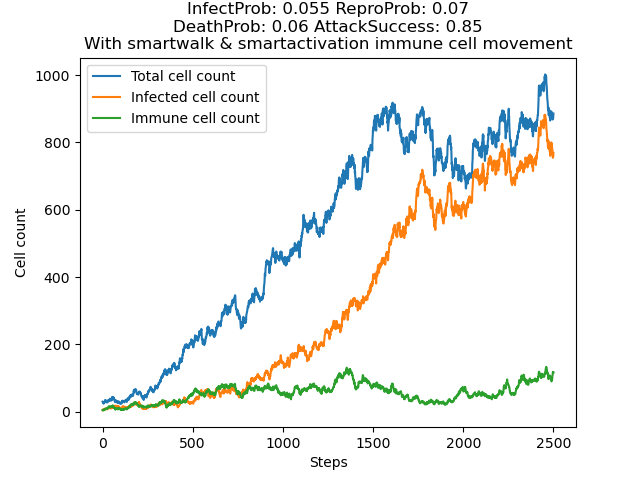 InfectProb: 0.055 ReproProb: 0.07
DeathProb: 0.06 AttackSuccess: 0.85
With smartwalk & smartactivation immune cell movement
Total cell count
Infected cell count
Immune cell count
1000
800
600
400
200
0
Cell count
0 500 1000 1500 2000 2500
Steps